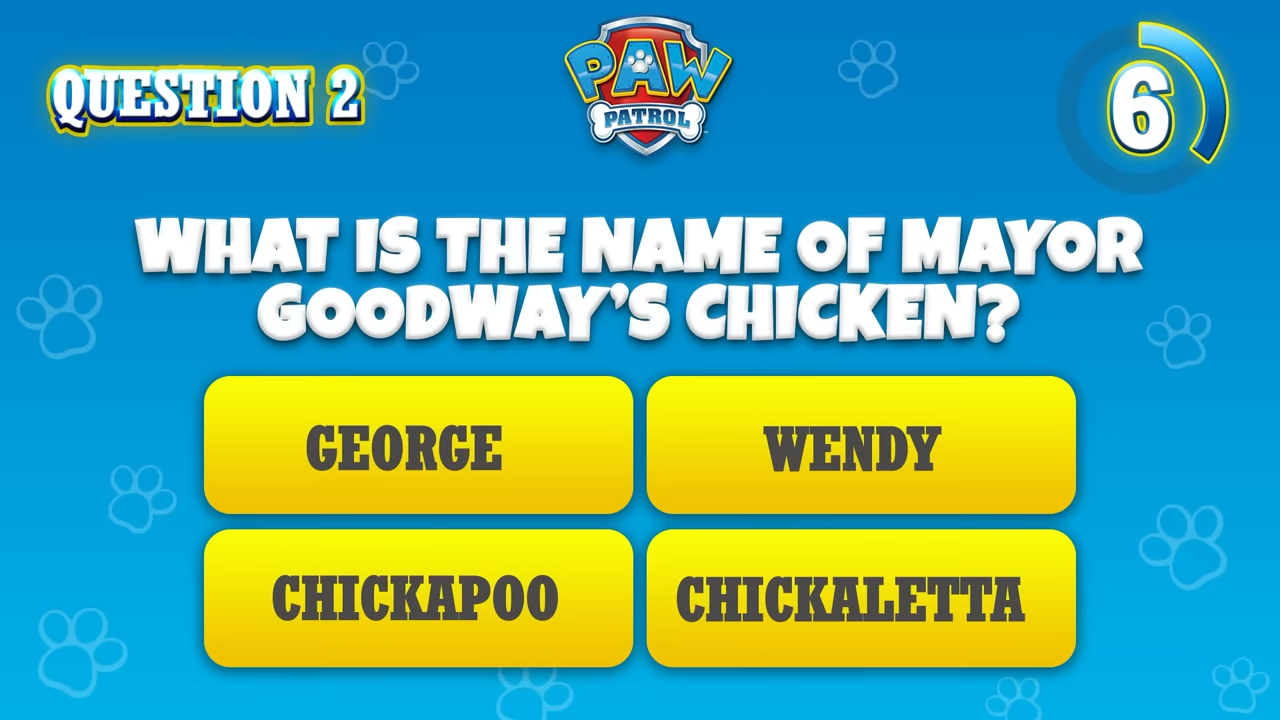 QUESTION 2
PAW
PATROL
6
WHAT IS THE NAME OF MAYOR
GOODWAY'S CHICKEN?
GEORGE
WENDY
CHICKAPOO
CHICKALETTA